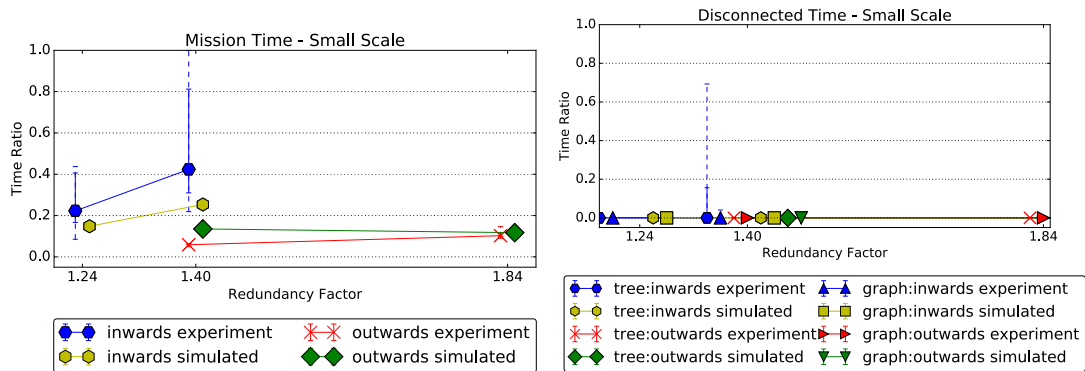 Mission Time - Small Scale
1.0
0.8
0.6
0.4
0.2
0.0
Time Ratio
1.24
1.40
1.84
Redundancy Factor
inwards experiment
outwards experiment
inwards simulated
outwards simulated
Disconnected Time - Small Scale
1.0
0.8
0.6
0.4
0.2
0.0
Time Ratio
1.24
1.40
1.84
Redundancy Factor
tree:inwards experiment
graph:inwards experiment
tree:inwards simulated
graph:inwards simulated
tree:outwards experiment
graph:outwards experiment
tree:outwards simulated
graph:outwards simulated